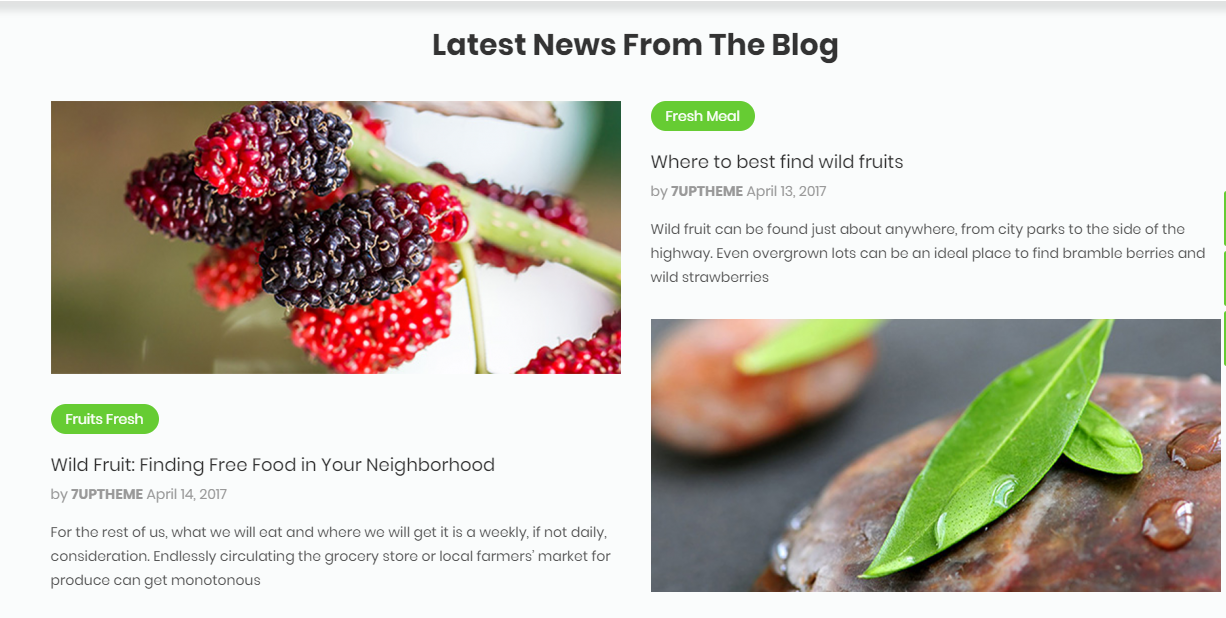 Latest News From The Blog
Fruits Fresh
Wild Fruit: Finding Free Food in Your Neighborhood
by 7UPTHEME April 14, 2017
For the rest of us, what we will eat and where we will get it is a weekly, if not daily,
consideration. Endlessly circulating the grocery store or local farmers’ market for
produce can get monotonous
Fresh Meal
Where to best find wild fruits
by 7UPTHEME April 13, 2017
Wild fruit can be found just about anywhere, from city parks to the side of the
highway. Even overgrown lots can be an ideal place to find bramble berries and
wild strawberries